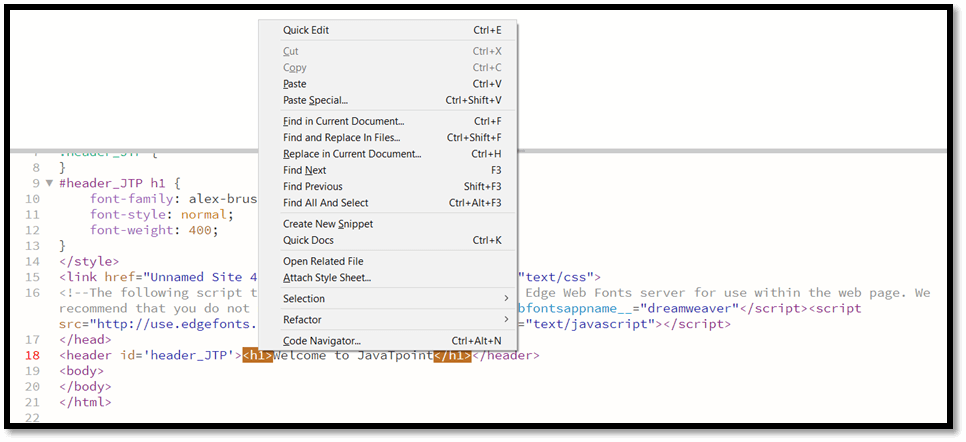 Quick Edit Ctrl+E
Cut Ctrl+X
Copy Ctrl+C
Paste Ctrl+V
Paste Special... Ctrl+Shift+V
Find in Current Document... Ctrl+F
Find and Replace In Files... Ctrl+Shift+F
Replace in Current Document... Ctrl+H
Find Next F3
Find Previous Shift+F3
Find All And Select Ctrl+Alt+F3
Create New Snippet
Quick Docs Ctrl+K
Open Related File
Attach Style Sheet...
Selection
Refactor
Code Navigator... Ctrl+Alt+N
8 }
9 #header_JTP h1 {
10 font-family: alex-brus
11 font-style: normal;
12 font-weight: 400;
13 }
14 </style>
15 <link href="Unnamed Site 4 "text/css">
16 <!--The following script t Edge Web Fonts server for use within the web page. We
recommend that you do not bfontsappname__="dreamweaver"</script><script
src="http://use.edgefonts. ="text/javascript"></script>
17 </head>
18 <header id='header_JTP'><h1>Welcome to JavaTpoint</h1></header>
19 <body>
20 </body>
21 </html>
22